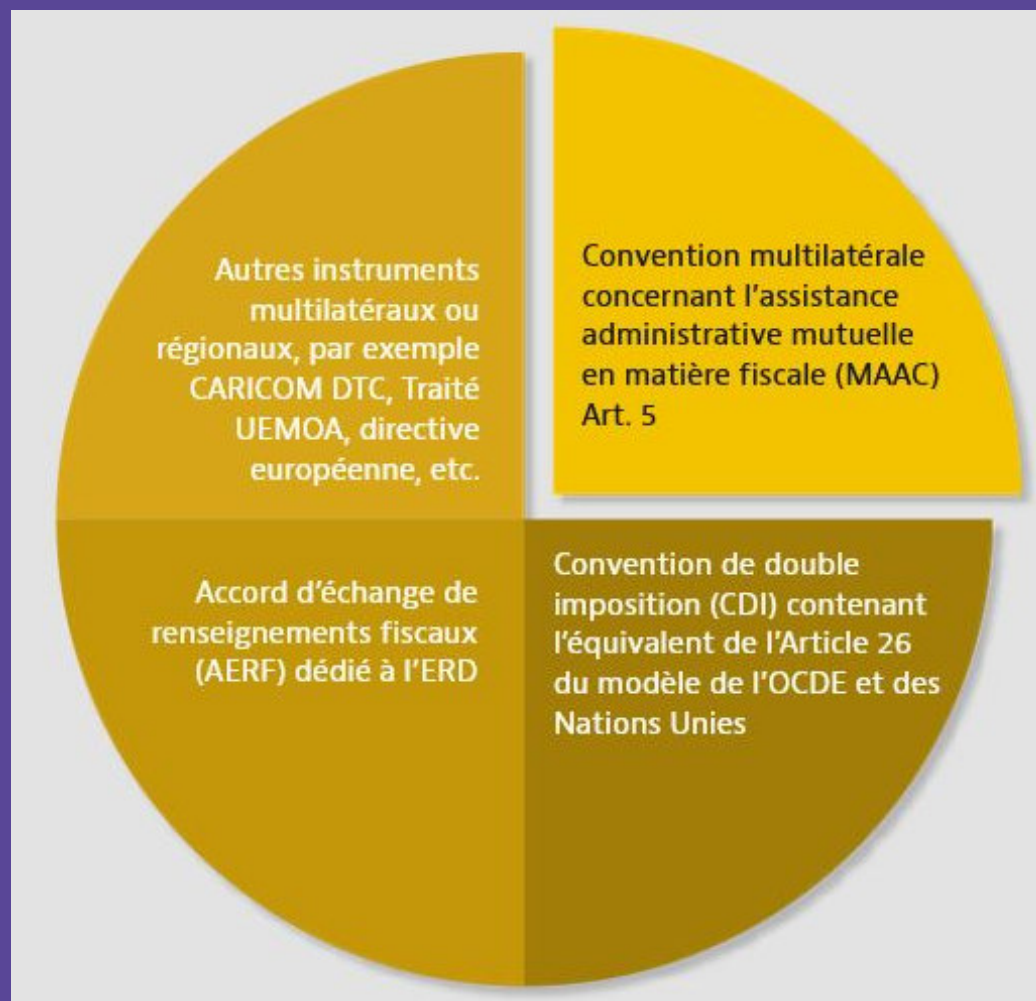 Autres instruments
multilatéraux ou
régionaux, par exemple
CARICOM DTC, Traité
UEMOA, directive
européenne, etc.
Convention multilatérale
concernant l’assistance
administrative mutuelle
en matière fiscale (MAAC)
Art. 5
Accord d’échange de
renseignements fiscaux
(AERF) dédié à l’ERD
Convention de double
imposition (CDI) contenant
l’équivalent de l’Article 26
du modèle de l’OCDE et des
Nations Unies